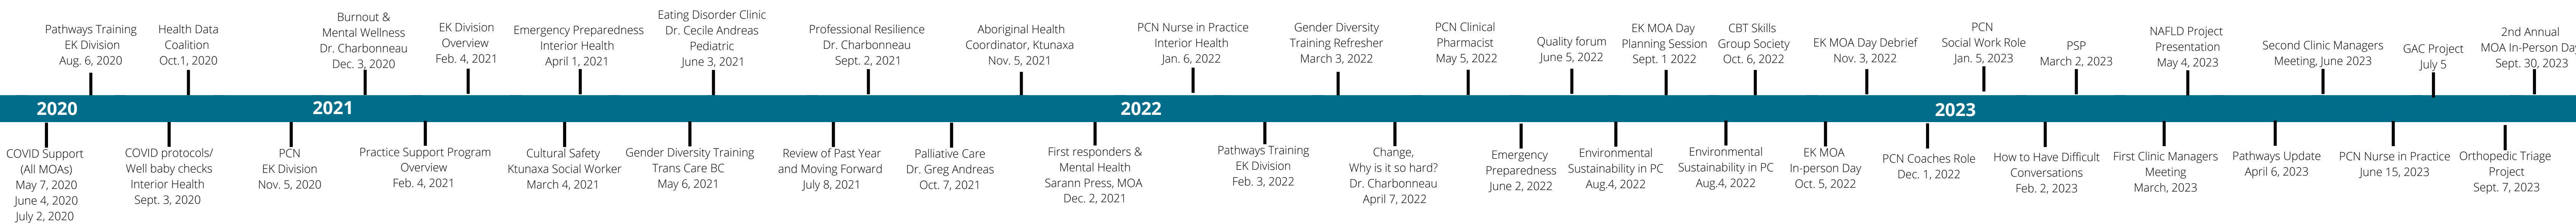 Pathways Training
EK Division
Aug. 6, 2020
Health Data
Coalition
Oct.1, 2020
Burnout &
Mental Wellness
Dr. Charbonneau
Dec. 3, 2020
EK Division
Overview
Feb. 4, 2021
Emergency Preparedness
Interior Health
April 1, 2021
Eating Disorder Clinic
Dr. Cecile Andreas
Pediatric
June 3, 2021
Professional Resilience
Dr. Charbonneau
Sept. 2, 2021
Aboriginal Health
Coordinator, Ktunaxa
Nov. 5, 2021
PCN Nurse in Practice
Interior Health
Jan. 6, 2022
Gender Diversity
Training Refresher
March 3, 2022
PCN Clinical
Pharmacist
May 5, 2022
Quality forum
June 5, 2022
EK MOA Day
Planning Session
Sept. 1 2022
CBT Skills
Group Society
Oct. 6, 2022
EK MOA Day Debrief
Nov. 3, 2022
PCN
Social Work Role
Jan. 5, 2023
PSP
March 2, 2023
NAFLD Project
Presentation
May 4, 2023
Second Clinic Managers
Meeting, June 2023
GAC Project
July 5
2nd Annual
MOA In-Person Day
Sept. 30, 2023
2020
2021
2022
2023
COVID Support
(All MOAs)
May 7, 2020
June 4, 2020
July 2, 2020
COVID protocols/
Well baby checks
Interior Health
Sept. 3, 2020
PCN
EK Division
Nov. 5, 2020
Practice Support Program
Overview
Feb. 4, 2021
Cultural Safety
Ktunaxa Social Worker
March 4, 2021
Gender Diversity Training
Trans Care BC
May 6, 2021
Review of Past Year
and Moving Forward
July 8, 2021
Palliative Care
Dr. Greg Andreas
Oct. 7, 2021
First responders &
Mental Health
Sarann Press, MOA
Dec. 2, 2021
Pathways Training
EK Division
Feb. 3, 2022
Change,
Why is it so hard?
Dr. Charbonneau
April 7, 2022
Emergency
Preparedness
June 2, 2022
Environmental
Sustainability in PC
Aug.4, 2022
Environmental
Sustainability in PC
Aug.4, 2022
EK MOA
In-person Day
Oct. 5, 2022
PCN Coaches Role
Dec. 1, 2022
How to Have Difficult
Conversations
Feb. 2, 2023
First Clinic Managers
Meeting
March, 2023
Pathways Update
April 6, 2023
PCN Nurse in Practice
June 15, 2023
Orthopedic Triage
Project
Sept. 7, 2023